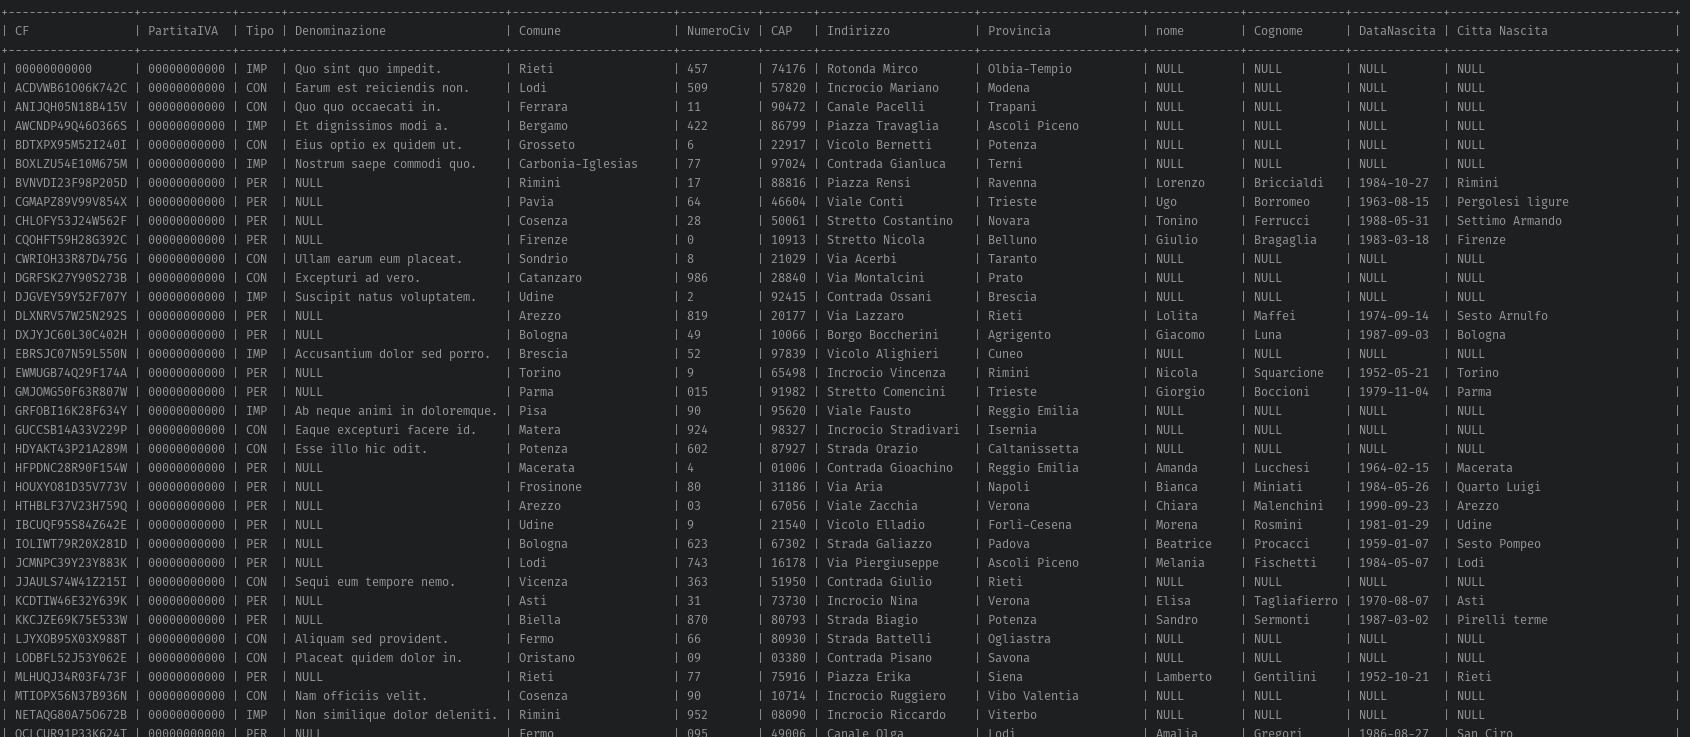 +------------------+-------------+------+------------------------------+-----------------------+-----------+-------+----------------------+-----------------------+-------------+--------------+-------------+--------------------------------+
| CF | PartitaIVA | Tipo | Denominazione | Comune | NumeroCiv | CAP | Indirizzo | Provincia | nome | Cognome | DataNascita | Citta Nascita |
+------------------+-------------+------+------------------------------+-----------------------+-----------+-------+----------------------+-----------------------+-------------+--------------+-------------+--------------------------------+
| 00000000000 | 00000000000 | IMP | Quo sint quo impedit. | Rieti | 457 | 74176 | Rotonda Mirco | Olbia-Tempio | NULL | NULL | NULL | NULL |
| ACDVWB61O06K742C | 00000000000 | CON | Earum est reiciendis non. | Lodi | 509 | 57820 | Incrocio Mariano | Modena | NULL | NULL | NULL | NULL |
| ANIJQH05N18B415V | 00000000000 | CON | Quo quo occaecati in. | Ferrara | 11 | 90472 | Canale Pacelli | Trapani | NULL | NULL | NULL | NULL |
| AWCNDP49Q46O366S | 00000000000 | IMP | Et dignissimos modi a. | Bergamo | 422 | 86799 | Piazza Travaglia | Ascoli Piceno | NULL | NULL | NULL | NULL |
| BDTXPX95M52I240I | 00000000000 | CON | Eius optio ex quidem ut. | Grosseto | 6 | 22917 | Vicolo Bernetti | Potenza | NULL | NULL | NULL | NULL |
| BOXLZU54E10M675M | 00000000000 | IMP | Nostrum saepe commodi quo. | Carbonia-Iglesias | 77 | 97024 | Contrada Gianluca | Terni | NULL | NULL | NULL | NULL |
| BVNVDI23F98P205D | 00000000000 | PER | NULL | Rimini | 17 | 88816 | Piazza Rensi | Ravenna | Lorenzo | Briccialdi | 1984-10-27 | Rimini |
| CGMAPZ89V99V854X | 00000000000 | PER | NULL | Pavia | 64 | 46604 | Viale Conti | Trieste | Ugo | Borromeo | 1963-08-15 | Pergolesi ligure |
| CHLOFY53J24W562F | 00000000000 | PER | NULL | Cosenza | 28 | 50061 | Stretto Costantino | Novara | Tonino | Ferrucci | 1988-05-31 | Settimo Armando |
| CQOHFT59H28G392C | 00000000000 | PER | NULL | Firenze | 0 | 10913 | Stretto Nicola | Belluno | Giulio | Bragaglia | 1983-03-18 | Firenze |
| CWRIOH33R87D475G | 00000000000 | CON | Ullam earum eum placeat. | Sondrio | 8 | 21029 | Via Acerbi | Taranto | NULL | NULL | NULL | NULL |
| DGRFSK27Y90S273B | 00000000000 | CON | Excepturi ad vero. | Catanzaro | 986 | 28840 | Via Montalcini | Prato | NULL | NULL | NULL | NULL |
| DJGVEY59Y52F707Y | 00000000000 | IMP | Suscipit natus voluptatem. | Udine | 2 | 92415 | Contrada Ossani | Brescia | NULL | NULL | NULL | NULL |
| DLXNRV57W25N292S | 00000000000 | PER | NULL | Arezzo | 819 | 20177 | Via Lazzaro | Rieti | Lolita | Maffei | 1974-09-14 | Sesto Arnulfo |
| DXJYJC60L30C402H | 00000000000 | PER | NULL | Bologna | 49 | 10066 | Borgo Boccherini | Agrigento | Giacomo | Luna | 1987-09-03 | Bologna |
| EBRSJC07N59L550N | 00000000000 | IMP | Accusantium dolor sed porro. | Brescia | 52 | 97839 | Vicolo Alighieri | Cuneo | NULL | NULL | NULL | NULL |
| EWMUGB74Q29F174A | 00000000000 | PER | NULL | Torino | 9 | 65498 | Incrocio Vincenza | Rimini | Nicola | Squarcione | 1952-05-21 | Torino |
| GMJOMG50F63R807W | 00000000000 | PER | NULL | Parma | 015 | 91982 | Stretto Comencini | Trieste | Giorgio | Boccioni | 1979-11-04 | Parma |
| GRFOBI16K28F634Y | 00000000000 | IMP | Ab neque animi in doloremque. | Pisa | 90 | 95620 | Viale Fausto | Reggio Emilia | NULL | NULL | NULL | NULL |
| GUCCSB14A33V229P | 00000000000 | CON | Eaque excepturi facere id. | Matera | 924 | 98327 | Incrocio Stradivari | Isernia | NULL | NULL | NULL | NULL |
| HDYAKT43P21A289M | 00000000000 | CON | Esse illo hic odit. | Potenza | 602 | 87927 | Strada Orazio | Caltanissetta | NULL | NULL | NULL | NULL |
| HFPDNC28R90F154W | 00000000000 | PER | NULL | Macerata | 4 | 01006 | Contrada Gioachino | Reggio Emilia | Amanda | Lucchesi | 1964-02-15 | Macerata |
| HOUXYO81D35V773V | 00000000000 | PER | NULL | Frosinone | 80 | 31186 | Via Aria | Napoli | Bianca | Miniati | 1984-05-26 | Quarto Luigi |
| HTHBLF37V23H759Q | 00000000000 | PER | NULL | Arezzo | 03 | 67056 | Viale Zacchia | Verona | Chiara | Malenchini | 1990-09-23 | Arezzo |
| IBCUQF95S84Z642E | 00000000000 | PER | NULL | Udine | 9 | 21540 | Vicolo Elladio | Forlì-Cesena | Morena | Rosmini | 1981-01-29 | Udine |
| IOLIWT79R20X281D | 00000000000 | PER | NULL | Bologna | 623 | 67302 | Strada Galiazzo | Padova | Beatrice | Procacci | 1959-01-07 | Sesto Pompeo |
| JCMNPC39Y23Y883K | 00000000000 | PER | NULL | Lodi | 743 | 16178 | Via Piergiuseppe | Ascoli Piceno | Melania | Fischetti | 1984-05-07 | Lodi |
| JJAULS74W41Z215I | 00000000000 | CON | Sequi eum tempore nemo. | Vicenza | 363 | 51950 | Contrada Giulio | Rieti | NULL | NULL | NULL | NULL |
| KCDTIW46E32Y639K | 00000000000 | PER | NULL | Asti | 31 | 73730 | Incrocio Nina | Verona | Elisa | Tagliafierro | 1970-08-07 | Asti |
| KKCJZE69K75E533W | 00000000000 | PER | NULL | Biella | 870 | 80793 | Strada Biagio | Potenza | Sandro | Sermonti | 1987-03-02 | Pirelli terme |
| LJYXOB95X03X988T | 00000000000 | CON | Aliquam sed provident. | Fermo | 66 | 80930 | Strada Battelli | Ogliastra | NULL | NULL | NULL | NULL |
| LODBFL52J53Y062E | 00000000000 | CON | Placeat quidem dolor in. | Oristano | 09 | 03380 | Contrada Pisano | Savona | NULL | NULL | NULL | NULL |
| MLHUQJ34R03F473F | 00000000000 | PER | NULL | Rieti | 77 | 75916 | Piazza Erika | Siena | Lamberto | Gentilini | 1952-10-21 | Rieti |
| MTIOPX56N37B936N | 00000000000 | CON | Nam officiis velit. | Cosenza | 90 | 10714 | Incrocio Ruggiero | Vibo Valentia | NULL | NULL | NULL | NULL |
| NETAQG80A75O672B | 00000000000 | IMP | Non similique dolor deleniti. | Rimini | 952 | 08090 | Incrocio Riccardo | Viterbo | NULL | NULL | NULL | NULL |
| OCLCUR91P33K624T | 00000000000 | PER | NULL | Fermo | 095 | 49006 | Canale Olga | Lodi | Amalia | Gregori | 1986-08-27 | San Ciro |